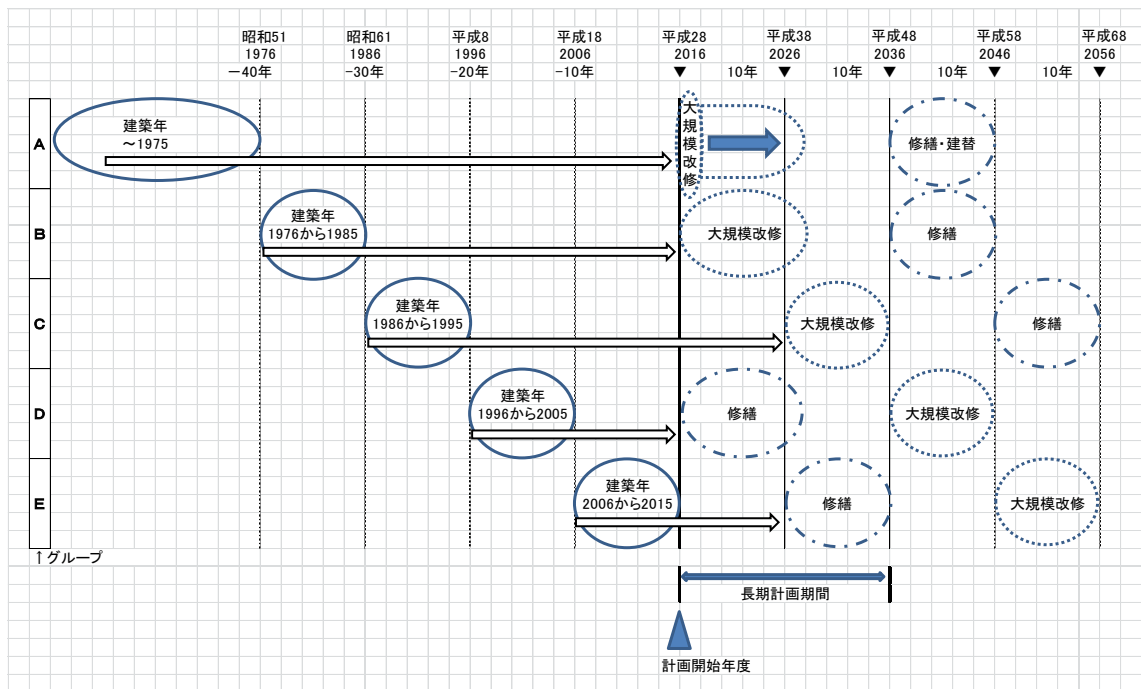 昭和51 昭和61 平成8 平成18 平成28 平成38 平成48 平成58 平成68
1976 1986 1996 2006 2016 2026 2036 2046 2056
－40年 -30年 -20年 -10年 ▼ 10年 ▼ 10年 ▼ 10年 ▼ 10年 ▼
A
建築年
～1975
大規模改修
修繕・建替
B
建築年
1976から1985
大規模改修
修繕
C
建築年
1986から1995
大規模改修
修繕
D
建築年
1996から2005
修繕
大規模改修
E
建築年
2006から2015
修繕
大規模改修
↑グループ
長期計画期間
計画開始年度